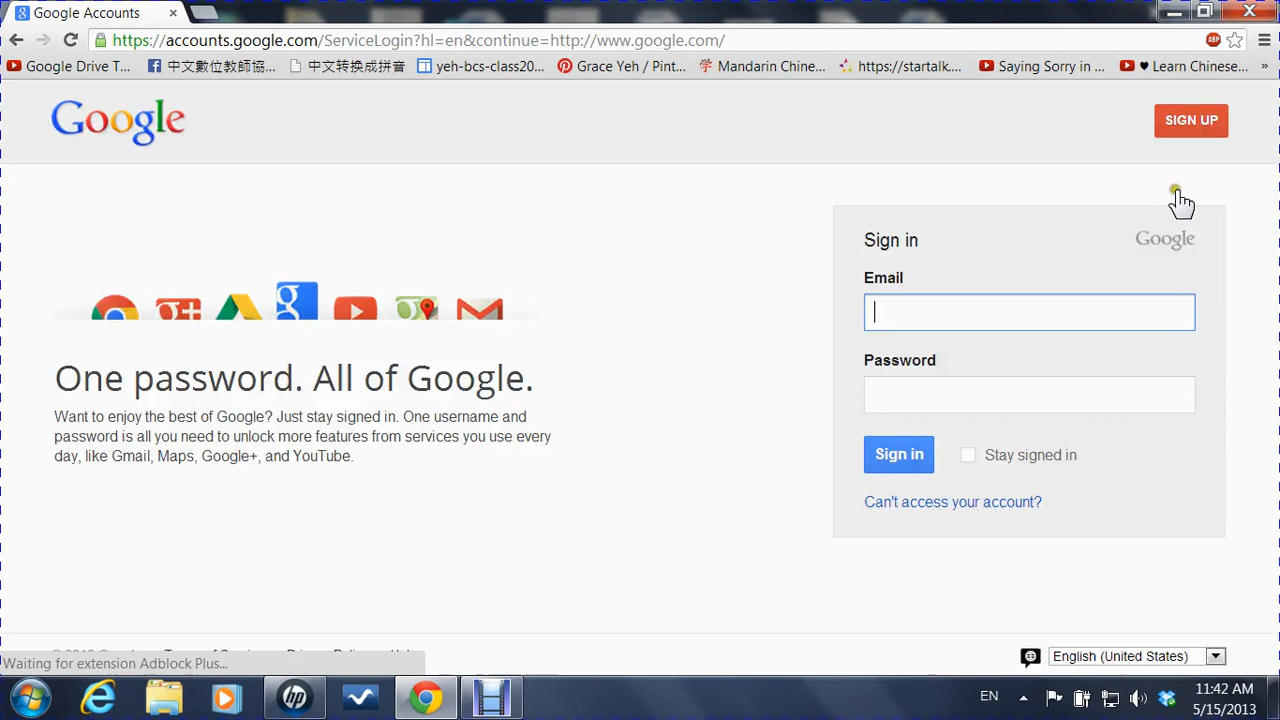 Google Accounts
https://accounts.google.com/ServiceLogin?hl=en&continue=http://www.google.com/
ABP
Google Drive T...
中文數位教師協...
中文转换成拼音
yeh-bcs-class20...
Grace Yeh / Pint...
Mandarin Chine...
https://startalk....
Saying Sorry in ...
♥ Learn Chinese...
»
Google
SIGN UP
Sign in
Google
Email
Password
Sign in
Stay signed in
Can't access your account?
One password. All of Google.
Want to enjoy the best of Google? Just stay signed in. One username and
password is all you need to unlock more features from services you use every
day, like Gmail, Maps, Google+, and YouTube.
English (United States)
Waiting for extension Adblock Plus...
EN
11:42 AM
5/15/2013